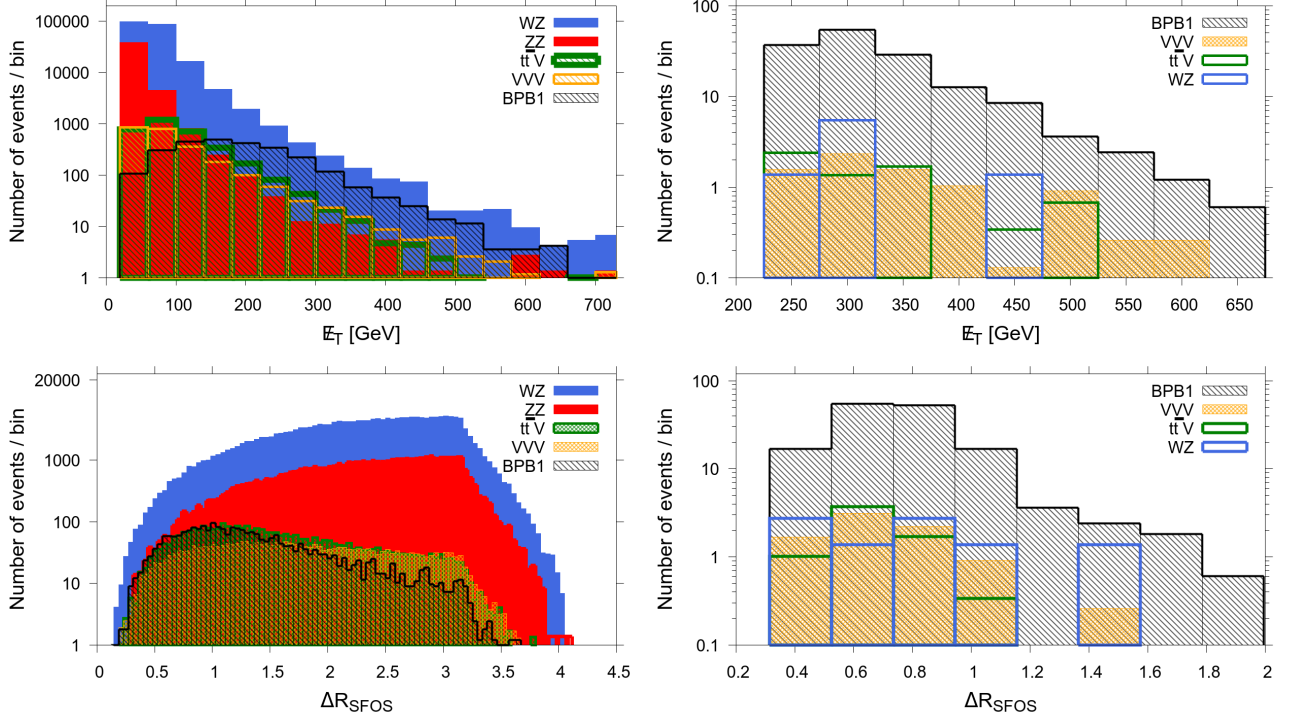 Number of events / bin
100000
10000
1000
100
10
1
WZ
ZZ
tt̄V
VVV
BPB1
0 100 200 300 400 500 600 700
E̸T [GeV]
Number of events / bin
100
10
1
0.1
BPB1
VVV
tt̄V
WZ
200 250 300 350 400 450 500 550 600 650
E̸T [GeV]
Number of events / bin
20000
1000
100
10
1
WZ
ZZ
tt̄V
VVV
BPB1
0 0.5 1 1.5 2 2.5 3 3.5 4 4.5
ΔRSFOS
Number of events / bin
100
10
1
0.1
BPB1
VVV
tt̄V
WZ
0.2 0.4 0.6 0.8 1 1.2 1.4 1.6 1.8 2
ΔRSFOS